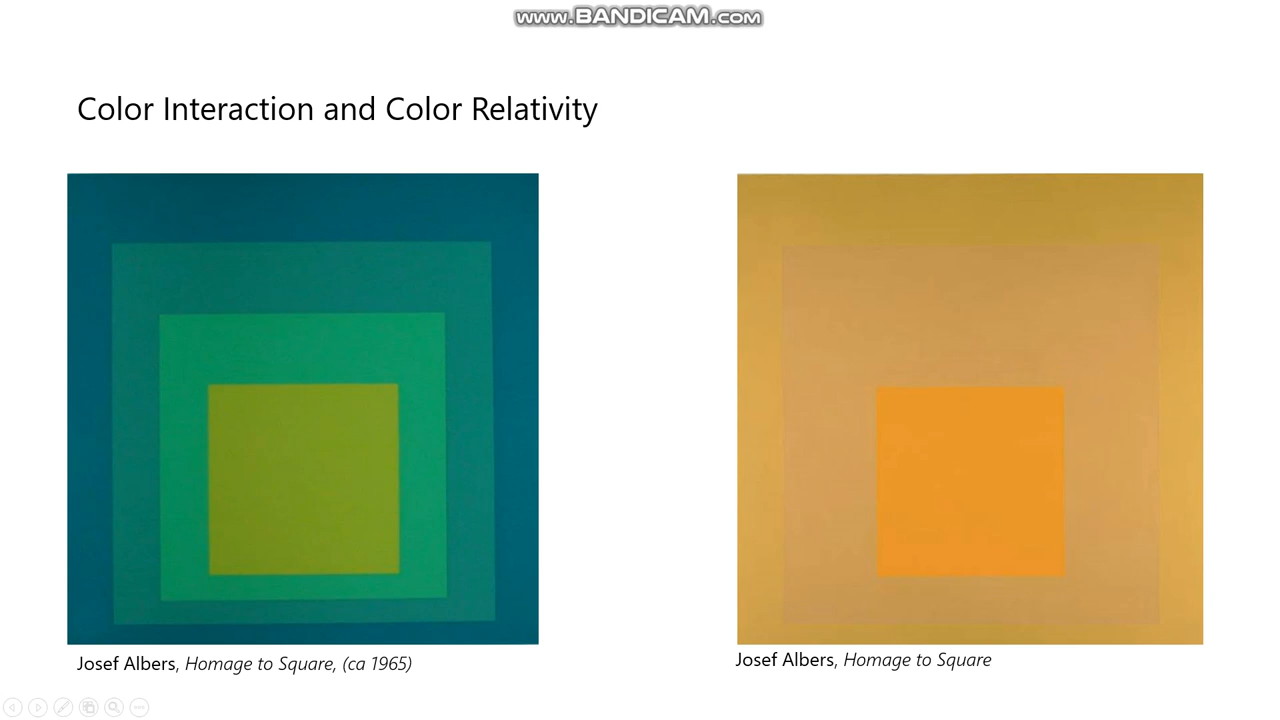 www.BANDICAM.com
Color Interaction and Color Relativity
Josef Albers, Homage to Square, (ca 1965)
Josef Albers, Homage to Square